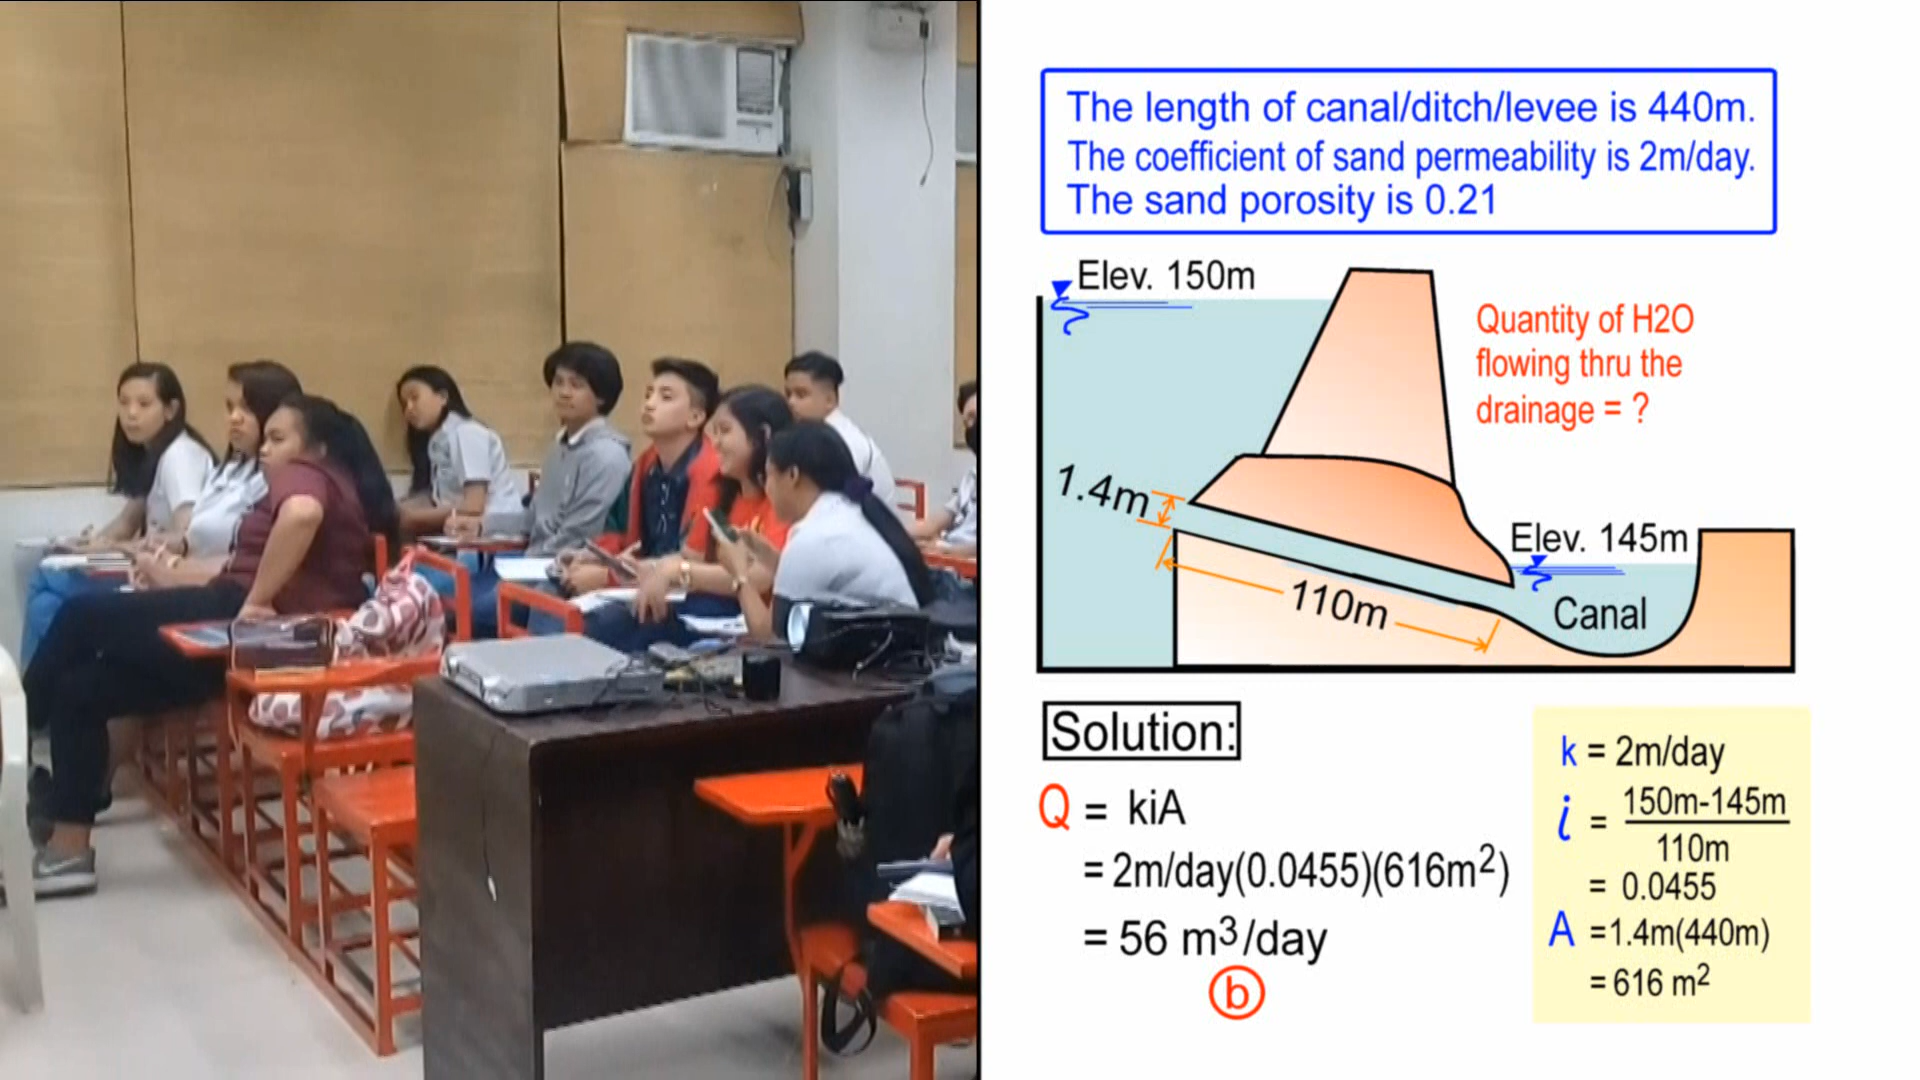 The length of canal/ditch/levee is 440m.
The coefficient of sand permeability is 2m/day.
The sand porosity is 0.21
Elev. 150m
Quantity of H2O
flowing thru the
drainage = ?
1.4m
110m
Elev. 145m
Canal
Solution:
Q = kiA
= 2m/day(0.0455)(616m²)
= 56 m³/day
b
k = 2m/day
i = 150m-145m
110m
= 0.0455
A =1.4m(440m)
= 616 m²